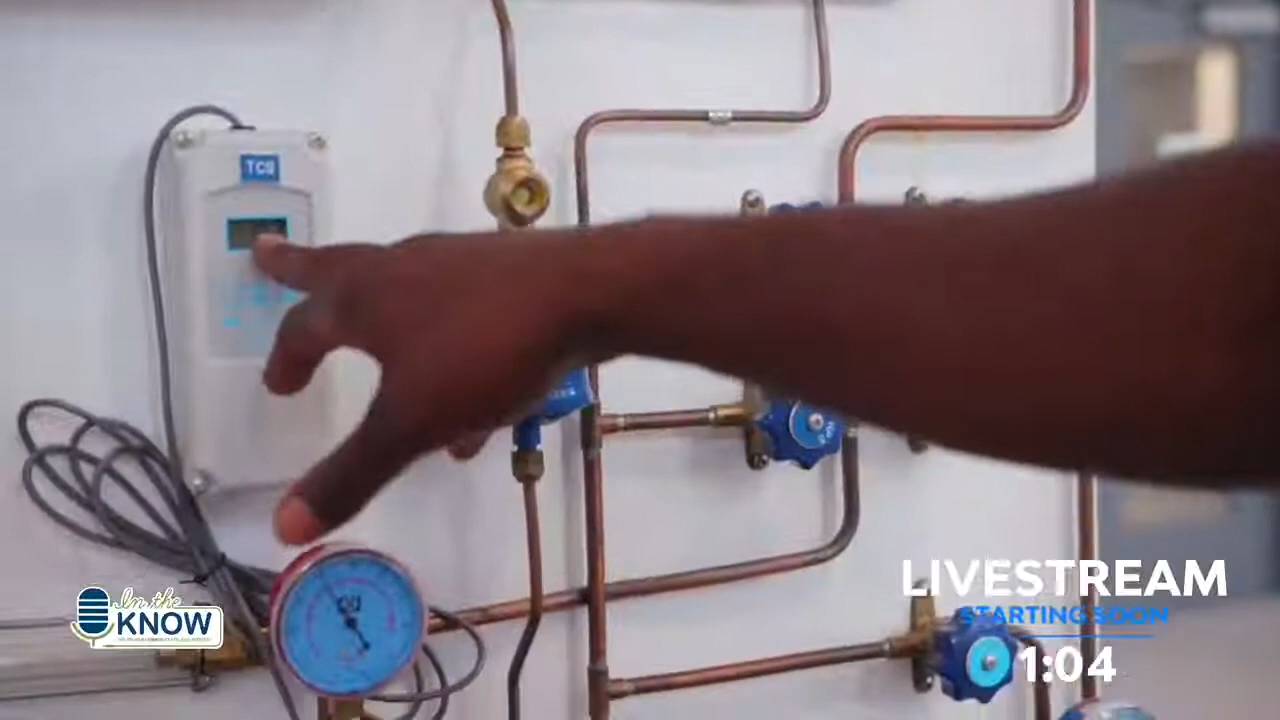 TCS
In the
KNOW
LIVESTREAM
STARTING SOON
1:04